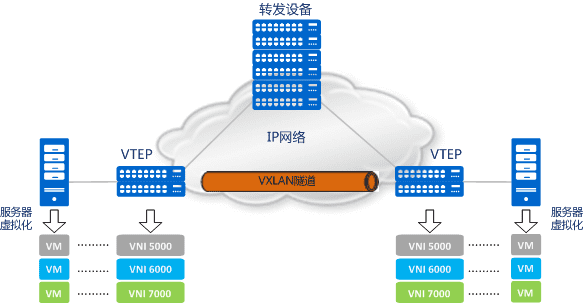 转发设备
IP网络
VTEP
VTEP
VXLAN隧道
服务器
虚拟化
服务器
虚拟化
VM ......... VNI 5000
VNI 5000 ......... VM
VM ......... VNI 6000
VNI 6000 ......... VM
VM ......... VNI 7000
VNI 7000 ......... VM